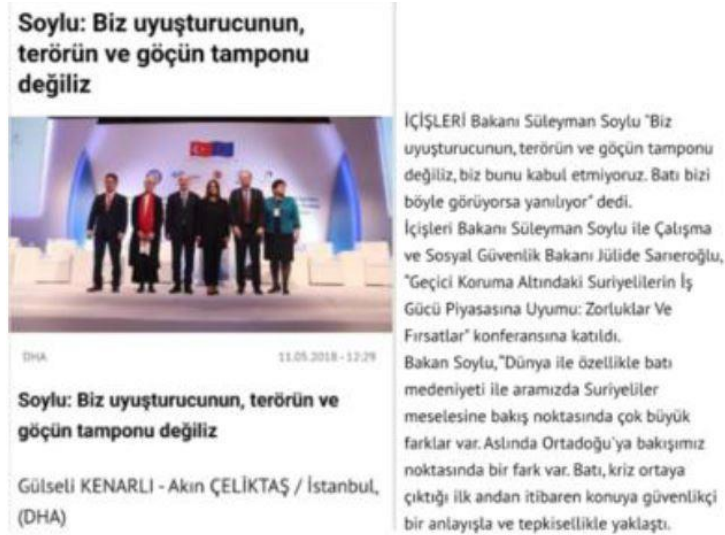 Soylu: Biz uyuşturucunun,
terörün ve göçün tamponu
değiliz
DHA
11.05.2018 - 12:29
Soylu: Biz uyuşturucunun, terörün ve
göçün tamponu değiliz
Gülseli KENARLI - Akın ÇELİKTAŞ / İstanbul,
(DHA)
İÇİŞLERİ Bakanı Süleyman Soylu "Biz
uyuşturucunun, terörün ve göçün tamponu
değiliz, biz bunu kabul etmiyoruz. Batı bizi
böyle görüyorsa yanılıyor" dedi.
İçişleri Bakanı Süleyman Soylu ile Çalışma
ve Sosyal Güvenlik Bakanı Jülide Sarıeroğlu,
"Geçici Koruma Altındaki Suriyelilerin İş
Gücü Piyasasına Uyumu: Zorluklar Ve
Fırsatlar" konferansına katıldı.
Bakan Soylu, "Dünya ile özellikle batı
medeniyeti ile aramızda Suriyeliler
meselesine bakış noktasında çok büyük
farklar var. Aslında Ortadoğu'ya bakışımız
noktasında bir fark var. Batı, kriz ortaya
çıktığı ilk andan itibaren konuya güvenlikçi
bir anlayışla ve tepkisellikle yaklaştı.